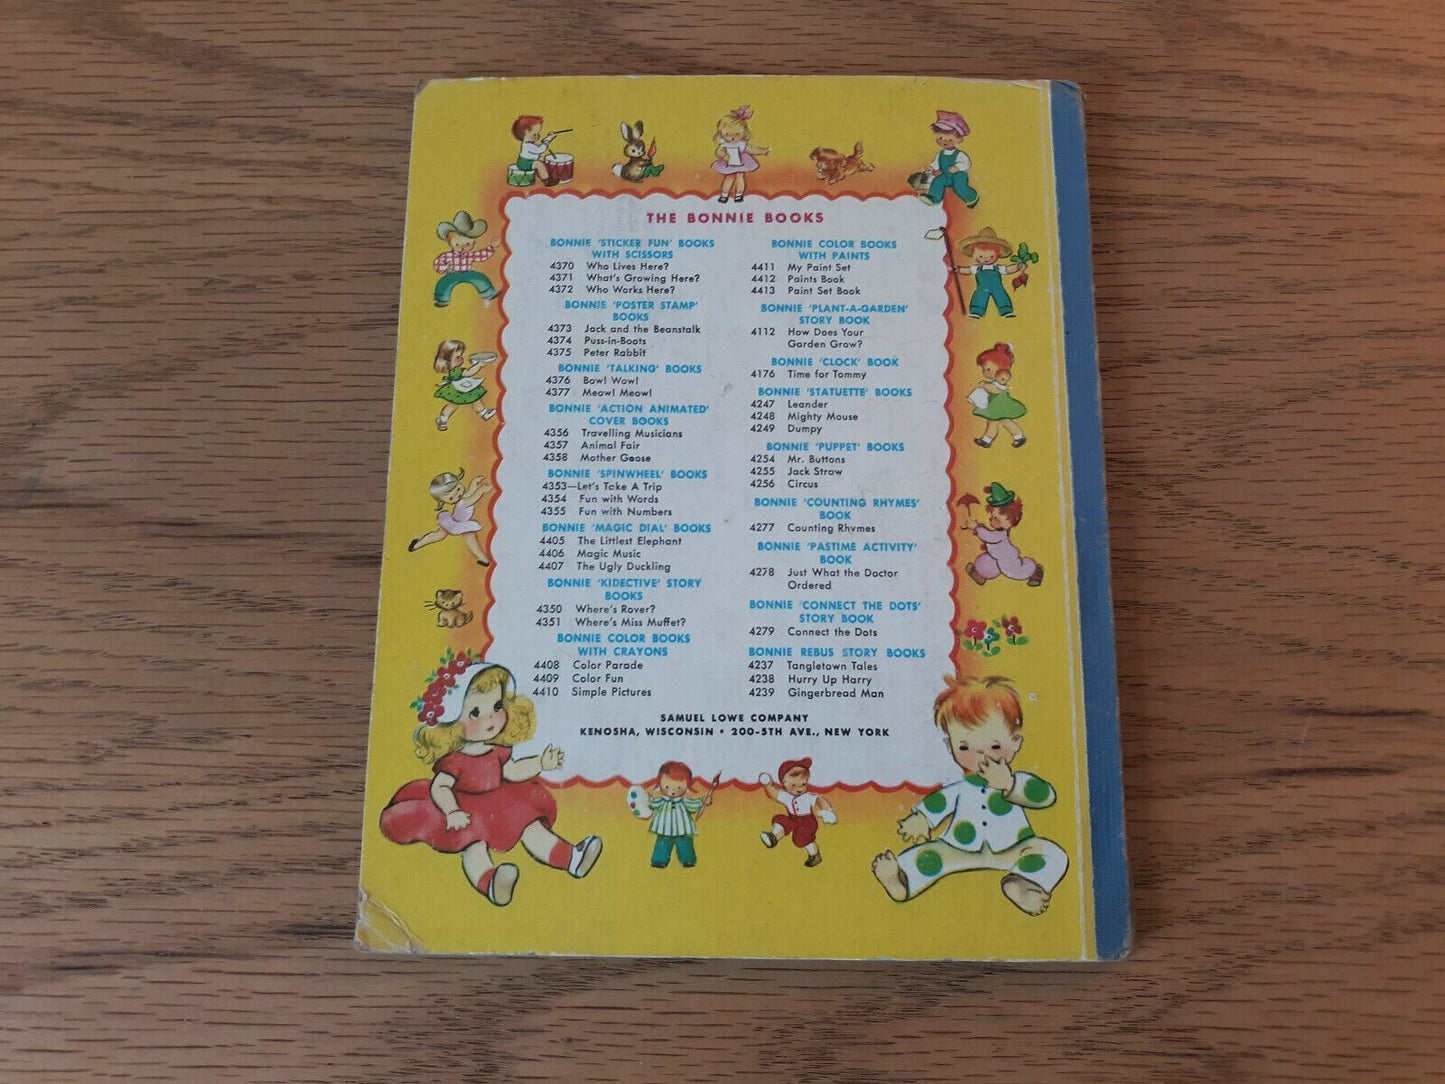 THE BONNIE BOOKS
BONNIE 'STICKER FUN' BOOKS
WITH SCISSORS
4370 Who Lives Here?
4371 What's Growing Here?
4372 Who Works Here?
BONNIE 'POSTER STAMP'
BOOKS
4373 Jack and the Beanstalk
4374 Puss-in-Boots
4375 Peter Rabbit
BONNIE 'TALKING' BOOKS
4376 Bow! Wow!
4377 Meow! Meow!
BONNIE 'ACTION ANIMATED'
COVER BOOKS
4356 Travelling Musicians
4357 Animal Fair
4358 Mother Goose
BONNIE 'SPINWHEEL' BOOKS
4353—Let's Take A Trip
4354 Fun with Words
4355 Fun with Numbers
BONNIE 'MAGIC DIAL' BOOKS
4405 The Littlest Elephant
4406 Magic Music
4407 The Ugly Duckling
BONNIE 'KIDECTIVE' STORY
BOOKS
4350 Where's Rover?
4351 Where's Miss Muffet?
BONNIE COLOR BOOKS
WITH CRAYONS
4408 Color Parade
4409 Color Fun
4410 Simple Pictures
BONNIE COLOR BOOKS
WITH PAINTS
4411 My Paint Set
4412 Paints Book
4413 Paint Set Book
BONNIE 'PLANT-A-GARDEN'
STORY BOOK
4112 How Does Your
Garden Grow?
BONNIE 'CLOCK' BOOK
4176 Time for Tommy
BONNIE 'STATUETTE' BOOKS
4247 Leander
4248 Mighty Mouse
4249 Dumpy
BONNIE 'PUPPET' BOOKS
4254 Mr. Buttons
4255 Jack Straw
4256 Circus
BONNIE 'COUNTING RHYMES'
BOOK
4277 Counting Rhymes
BONNIE 'PASTIME ACTIVITY'
BOOK
4278 Just What the Doctor
Ordered
BONNIE 'CONNECT THE DOTS'
STORY BOOK
4279 Connect the Dots
BONNIE REBUS STORY BOOKS
4237 Tangletown Tales
4238 Hurry Up Harry
4239 Gingerbread Man
SAMUEL LOWE COMPANY
KENOSHA, WISCONSIN • 200-5TH AVE., NEW YORK